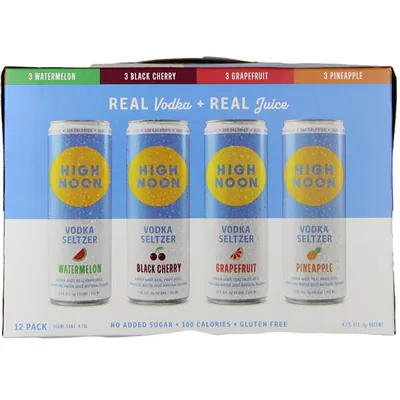 3 WATERMELON
3 BLACK CHERRY
3 GRAPEFRUIT
3 PINEAPPLE
REAL Vodka + REAL Juice
HIGH
NOON
VODKA
SELTZER
WATERMELON
HIGH
NOON
VODKA
SELTZER
BLACK CHERRY
HIGH
NOON
VODKA
SELTZER
GRAPEFRUIT
HIGH
NOON
VODKA
SELTZER
PINEAPPLE
12 PACK
NO ADDED SUGAR • 100 CALORIES • GLUTEN FREE